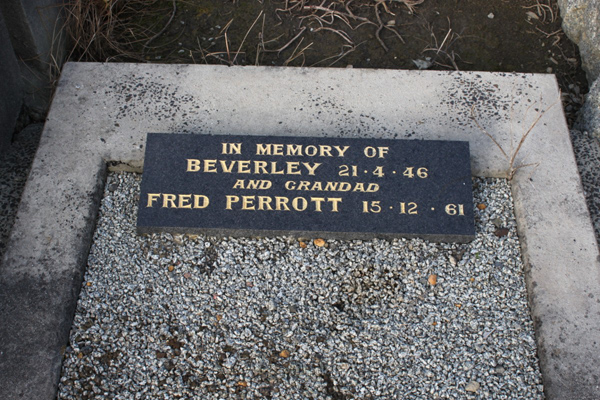 IN MEMORY OF
BEVERLEY 21·4·46
AND GRANDAD
FRED PERROTT 15·12·61